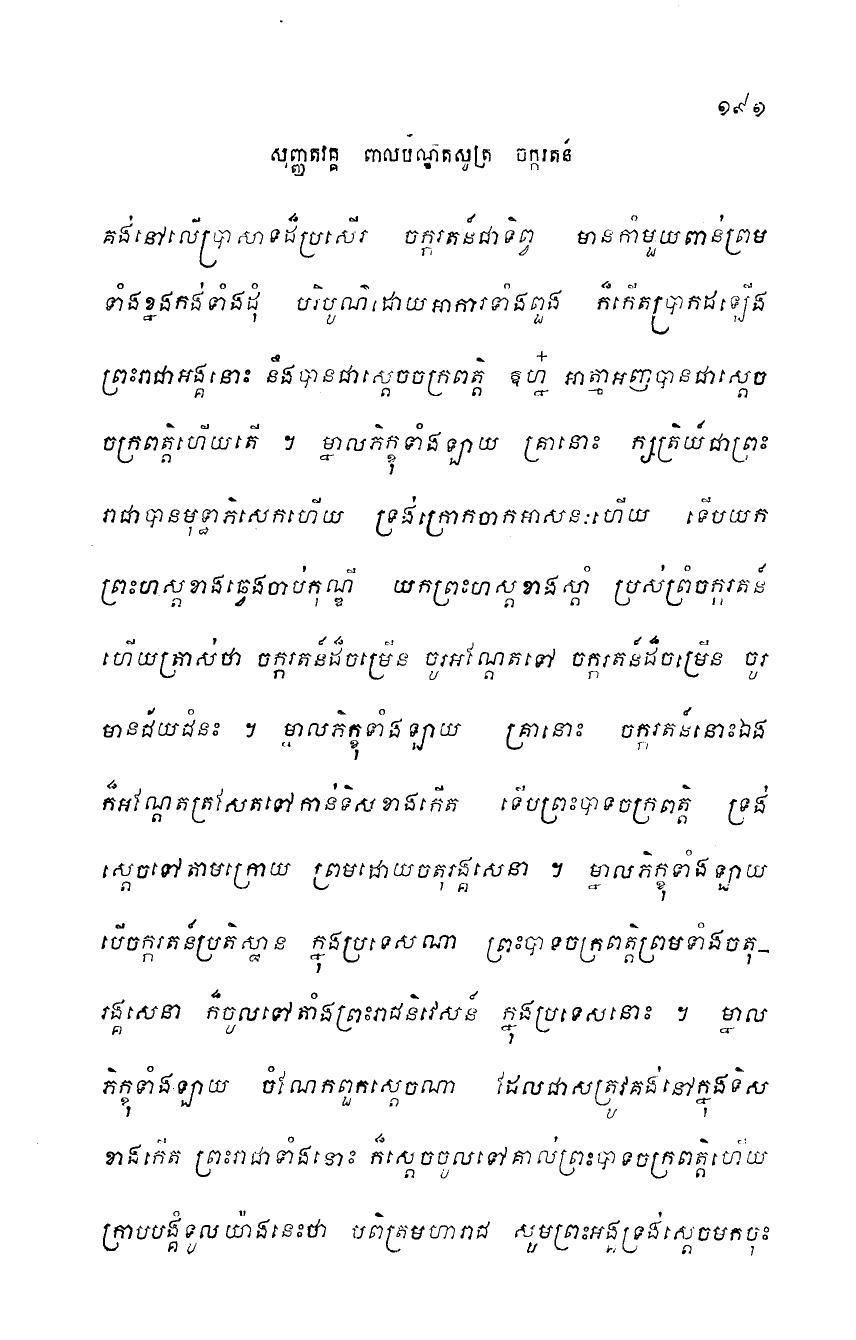 ១៩១
សុញ្ញតវគ្គ ពាលបណ្ឌិតសូត្រ ចក្ករតន៍
គង់នៅលើប្រាសាទដ៏ប្រសើរ ចក្ករតន៍ជាទិព្វ មានកាំមួយពាន់ព្រម
ទាំងខ្នងកង់ទាំងដុំ បរិបូណ៌ដោយអាការទាំងពួង ក៏កើតប្រាកដឡើង
ព្រះរាជាអង្គនោះ នឹងបានជាស្តេចចក្រពត្តិ ឱហ្ន៎ អាត្មាអញបានជាស្តេច
ចក្រពត្តិហើយតើ ។ ម្នាលភិក្ខុទាំងឡាយ គ្រានោះ ក្សត្រិយ៍ជាព្រះ
រាជាបានមុទ្ធាភិសេកហើយ ទ្រង់ក្រោកចាកអាសនៈហើយ ទើបយក
ព្រះហស្តខាងឆ្វេងចាប់កុណ្ឌី យកព្រះហស្តខាងស្តាំ ប្រស់ព្រំចក្ករតន៍
ហើយត្រាស់ថា ចក្ករតន៍ដ៏ចម្រើន ចូរអណ្តែតទៅ ចក្ករតន៍ដ៏ចម្រើន ចូរ
មានជ័យជំនះ ។ ម្នាលភិក្ខុទាំងឡាយ គ្រានោះ ចក្ករតន៍នោះឯង
ក៏អណ្តែតត្រសែតទៅកាន់ទិសខាងកើត ទើបព្រះបាទចក្រពត្តិ ទ្រង់
ស្តេចទៅតាមក្រោយ ព្រមដោយចតុរង្គសេនា ។ ម្នាលភិក្ខុទាំងឡាយ
បើចក្ករតន៍ប្រតិស្ឋាន ក្នុងប្រទេសណា ព្រះបាទចក្រពត្តិព្រមទាំងចតុ-
រង្គសេនា ក៏ចូលទៅតាំងព្រះរាជនិវេសន៍ ក្នុងប្រទេសនោះ ។ ម្នាល
ភិក្ខុទាំងឡាយ ចំណែកពួកស្តេចណា ដែលជាសត្រូវគង់នៅក្នុងទិស
ខាងកើត ព្រះរាជាទាំងនោះ ក៏ស្តេចចូលទៅគាល់ព្រះបាទចក្រពត្តិហើយ
ក្រាបបង្គំទូលយ៉ាងនេះថា បពិត្រមហារាជ សូមព្រះអង្គទ្រង់ស្តេចមកចុះ